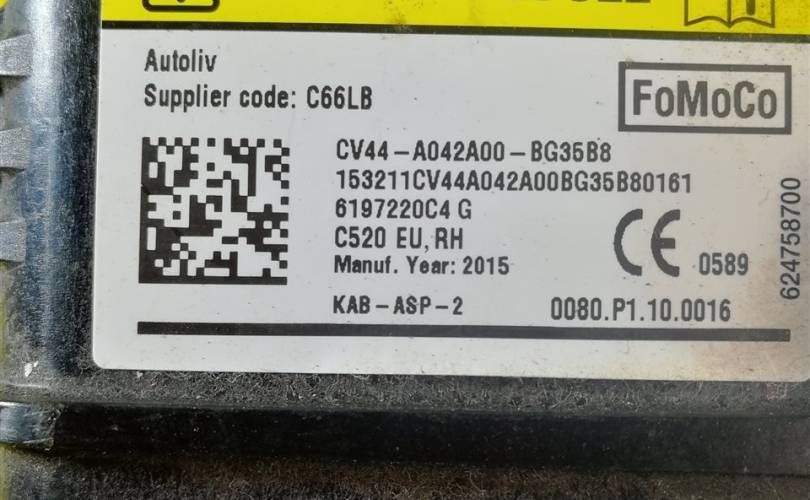 Autoliv
Supplier code: C66LB
FoMoCo
CV44-A042A00-BG35B8
153211CV44A042A00BG35B80161
6197220C4 G
C520 EU, RH
Manuf. Year: 2015
CE 0589
KAB-ASP-2
0080.P1.10.0016
624758700